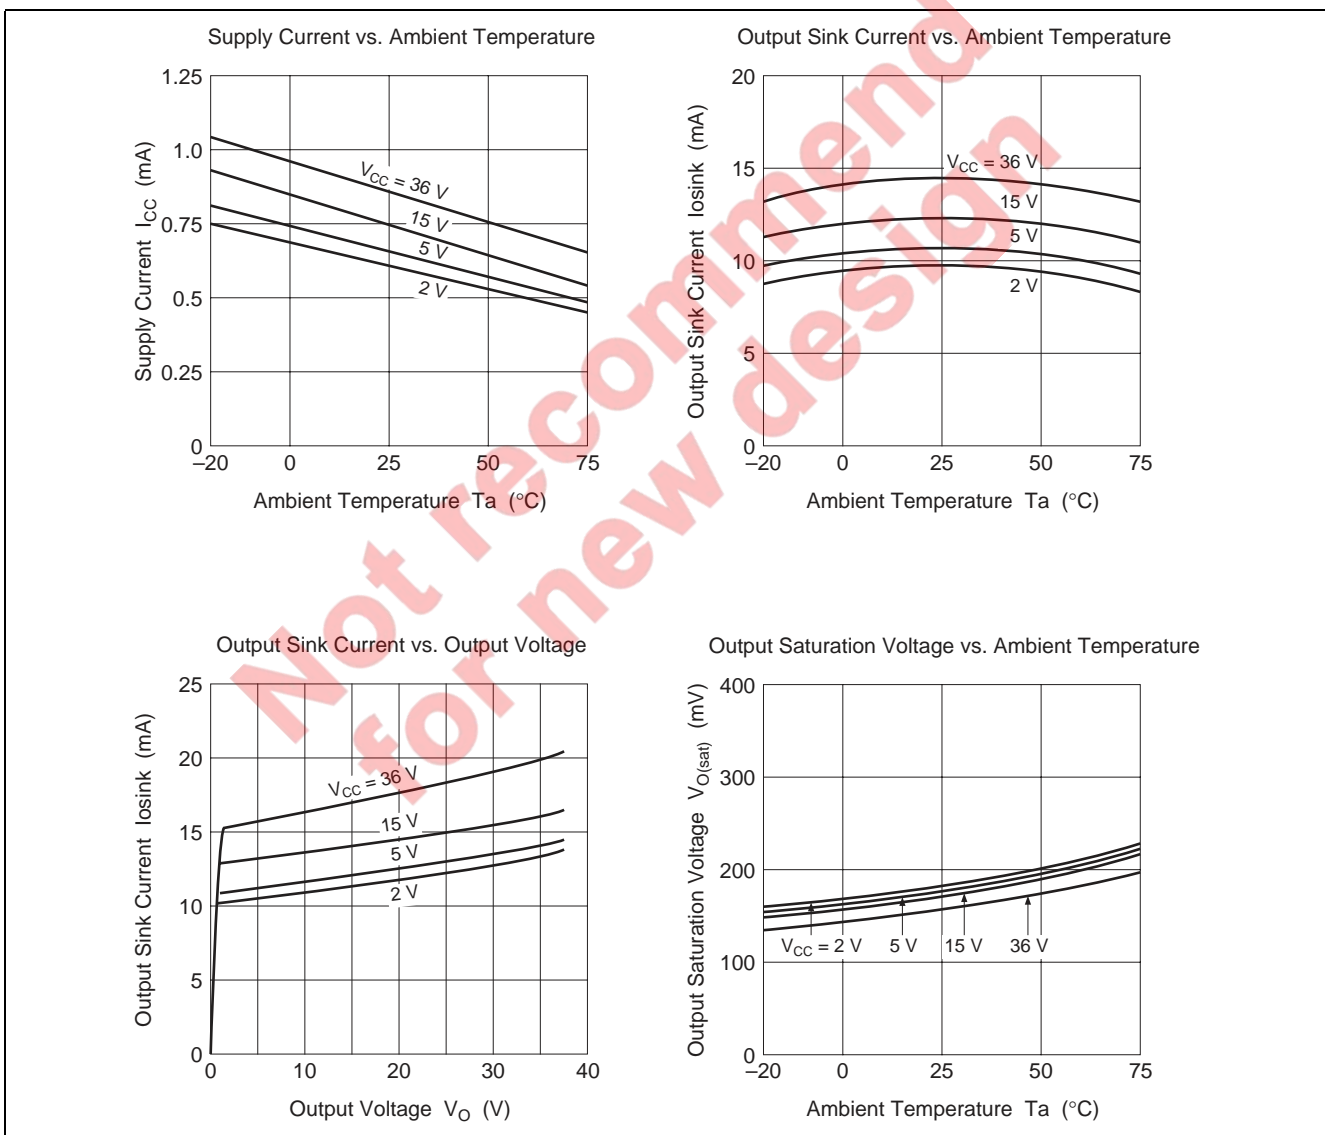 Supply Current vs. Ambient Temperature
1.25
1.0
0.75
0.5
0.25
0
Supply Current ICC (mA)
VCC = 36 V
15 V
5 V
2 V
–20 0 25 50 75
Ambient Temperature Ta (°C)
Output Sink Current vs. Ambient Temperature
20
15
10
5
0
Output Sink Current Iosink (mA)
VCC = 36 V
15 V
5 V
2 V
–20 0 25 50 75
Ambient Temperature Ta (°C)
Output Sink Current vs. Output Voltage
25
20
15
10
5
0
Output Sink Current Iosink (mA)
VCC = 36 V
15 V
5 V
2 V
0 10 20 30 40
Output Voltage VO (V)
Output Saturation Voltage vs. Ambient Temperature
400
300
200
100
0
Output Saturation Voltage VO(sat) (mV)
VCC = 2 V 5 V 15 V 36 V
–20 0 25 50 75
Ambient Temperature Ta (°C)
Not recommend
for new design